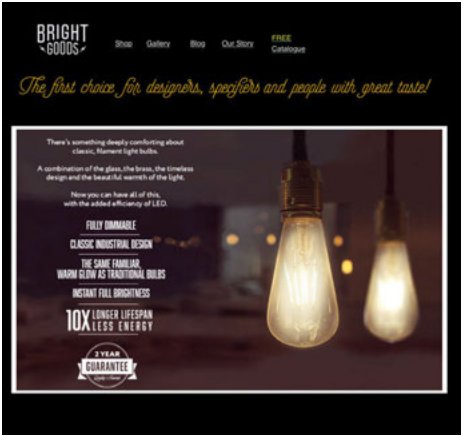 BRIGHT
GOODS
Shop Gallery Blog Our Story FREE
Catalogue
The first choice for designers, specifiers and people with great taste!
There's something deeply comforting about
classic, filament light bulbs.
A combination of the glass, the brass, the timeless
design and the beautiful warmth of the light.
Now you can have all of this,
with the added efficiency of LED.
FULLY DIMMABLE
CLASSIC INDUSTRIAL DESIGN
THE SAME FAMILIAR,
WARM GLOW AS TRADITIONAL BULBS
INSTANT FULL BRIGHTNESS
10X LONGER LIFESPAN
LESS ENERGY
2 YEAR
GUARANTEE